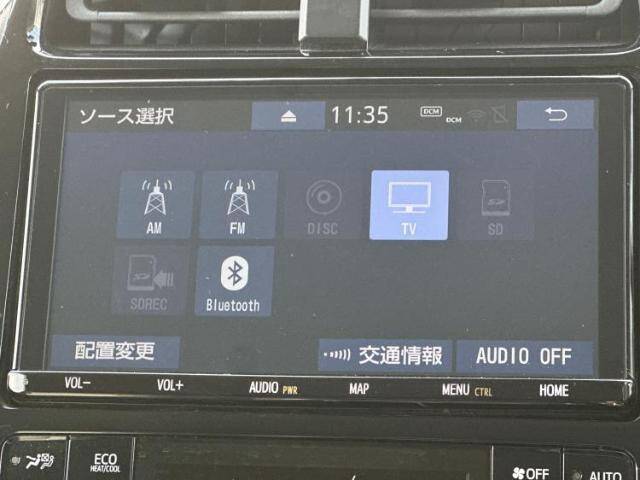 ソース選択 11:35 DCM DCM
AM FM DISC TV SD
SDREC Bluetooth
配置変更 交通情報 AUDIO OFF
VOL- VOL+ AUDIO PWR MAP MENU CTRL HOME
ECO OFF AUTO
HEAT/COOL